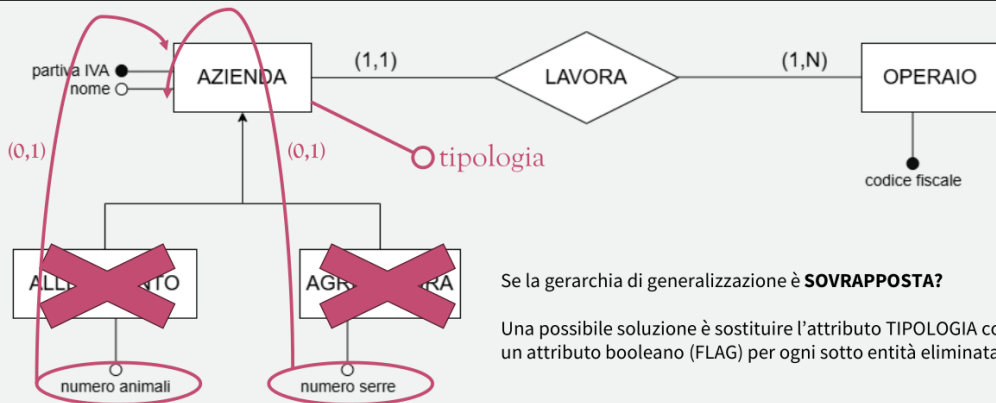 partiva IVA
nome
AZIENDA
(1,1)
LAVORA
(1,N)
OPERAIO
(0,1)
(0,1)
tipologia
codice fiscale
Se la gerarchia di generalizzazione è SOVRAPPOSTA?
Una possibile soluzione è sostituire l'attributo TIPOLOGIA
un attributo booleano (FLAG) per ogni sotto entità eliminata
numero animali
numero serre